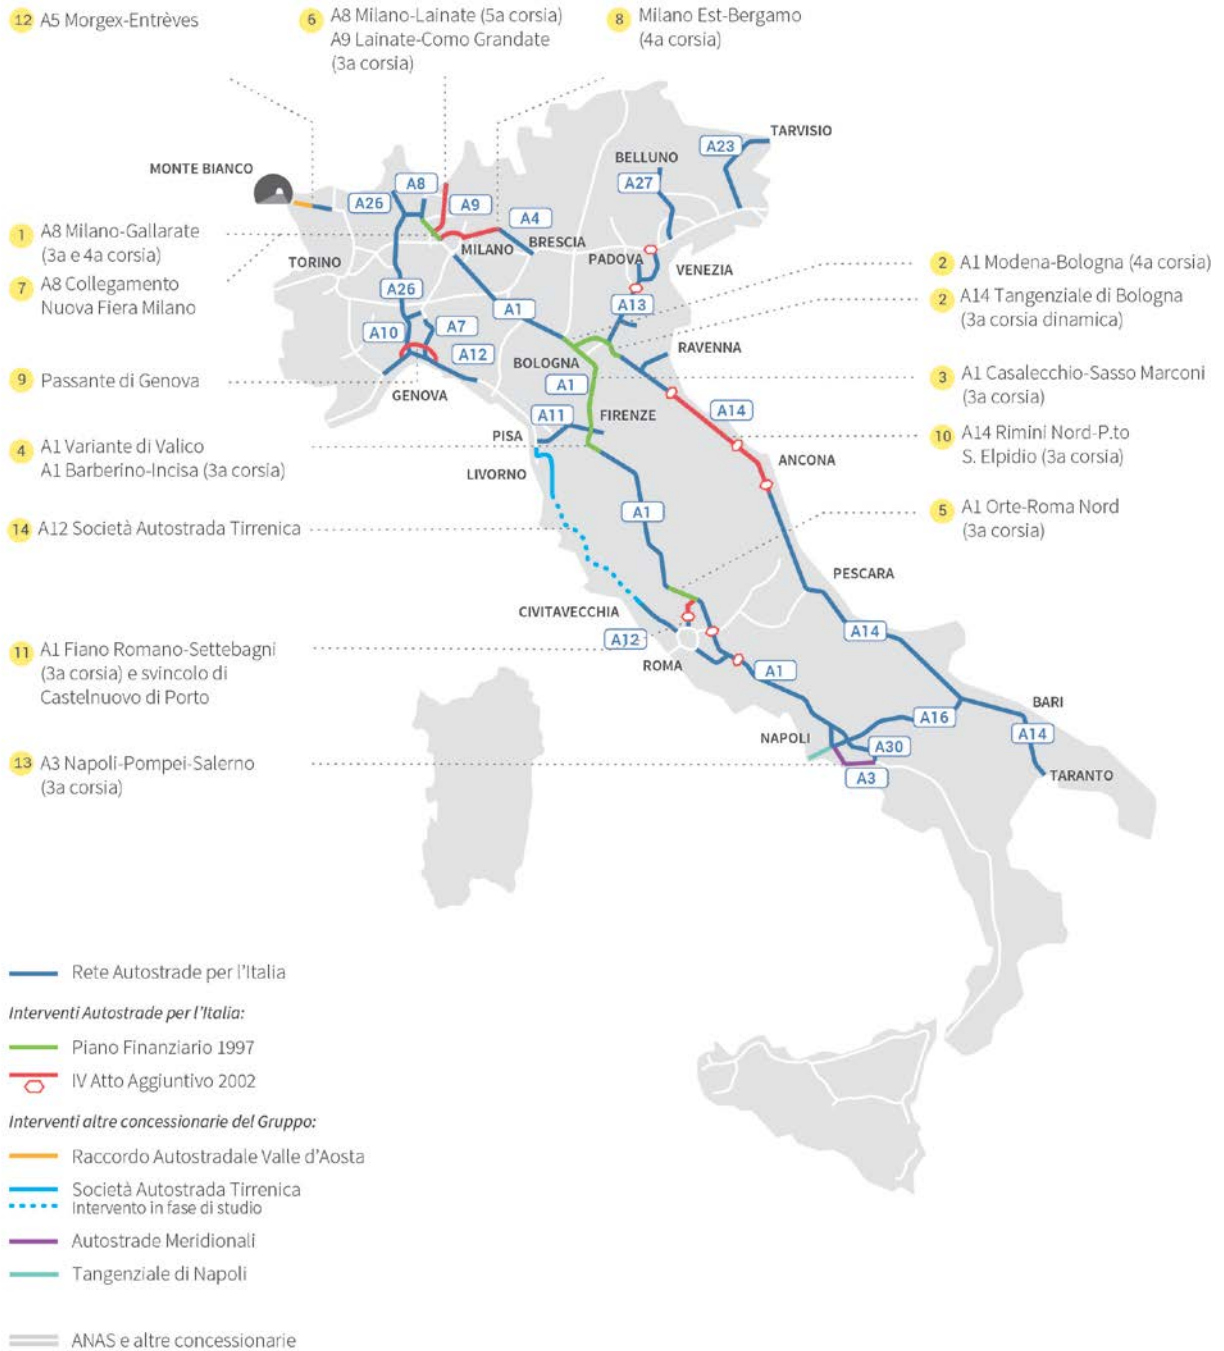 12 A5 Morgex-Entrèves
6 A8 Milano-Lainate (5a corsia)
A9 Lainate-Como Grandate
(3a corsia)
8 Milano Est-Bergamo
(4a corsia)
TARVISIO
A23
BELLUNO
A27
MONTE BIANCO
A8
A26
A9
A4
BRESCIA
MILANO
1 A8 Milano-Gallarate
(3a e 4a corsia)
TORINO
7 A8 Collegamento
Nuova Fiera Milano
PADOVA
VENEZIA
2 A1 Modena-Bologna (4a corsia)
A26
A1
A13
2 A14 Tangenziale di Bologna
(3a corsia dinamica)
A10
A7
A12
RAVENNA
BOLOGNA
9 Passante di Genova
GENOVA
A1
3 A1 Casalecchio-Sasso Marconi
(3a corsia)
A11
FIRENZE
A14
PISA
4 A1 Variante di Valico
A1 Barberino-Incisa (3a corsia)
10 A14 Rimini Nord-P.to
S. Elpidio (3a corsia)
ANCONA
LIVORNO
A1
5 A1 Orte-Roma Nord
(3a corsia)
14 A12 Società Autostrada Tirrenica
PESCARA
CIVITAVECCHIA
A12
A14
11 A1 Fiano Romano-Settebagni
(3a corsia) e svincolo di
Castelnuovo di Porto
ROMA
A1
BARI
A16
A14
NAPOLI
A30
13 A3 Napoli-Pompei-Salerno
(3a corsia)
A3
TARANTO
Rete Autostrade per l'Italia
Interventi Autostrade per l'Italia:
Piano Finanziario 1997
IV Atto Aggiuntivo 2002
Interventi altre concessionarie del Gruppo:
Raccordo Autostradale Valle d'Aosta
Società Autostrada Tirrenica
Intervento in fase di studio
Autostrade Meridionali
Tangenziale di Napoli
ANAS e altre concessionarie